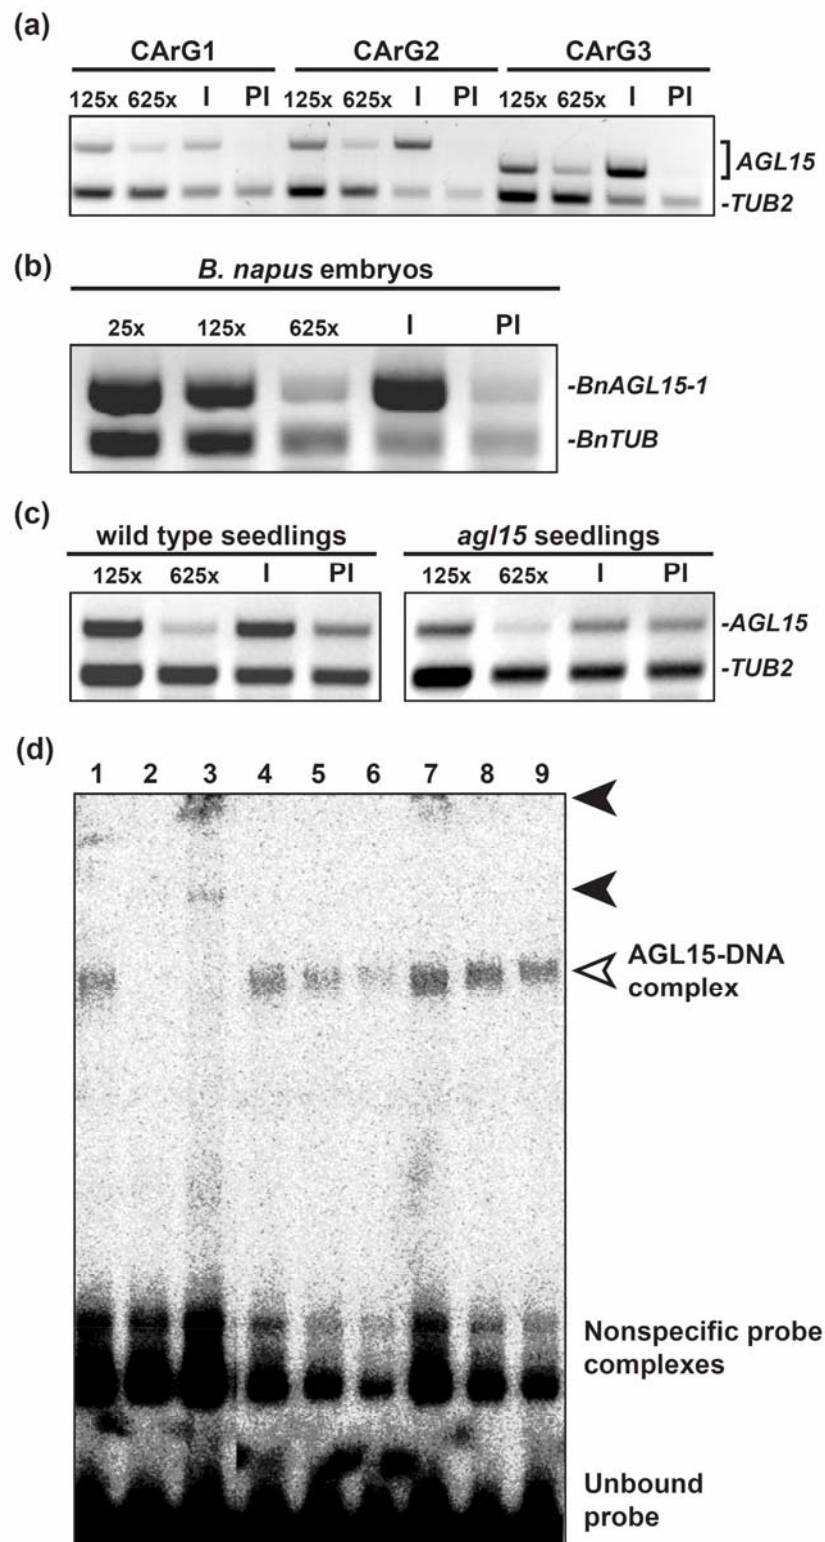 (a)
CArG1 CArG2 CArG3
125x 625x I PI 125x 625x I PI 125x 625x I PI
AGL15
-TUB2
(b)
B. napus embryos
25x 125x 625x I PI
-BnAGL15-1
-BnTUB
(c)
wild type seedlings agl15 seedlings
125x 625x I PI 125x 625x I PI
-AGL15
-TUB2
(d)
1 2 3 4 5 6 7 8 9
AGL15-DNA
complex
Nonspecific probe
complexes
Unbound
probe